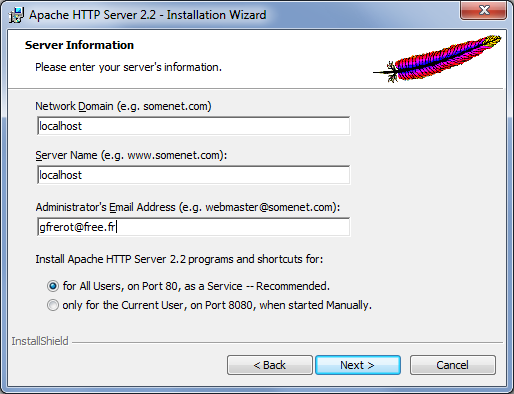 Apache HTTP Server 2.2 - Installation Wizard
Server Information
Please enter your server's information.
Network Domain (e.g. somenet.com)
localhost
Server Name (e.g. www.somenet.com):
localhost
Administrator's Email Address (e.g. webmaster@somenet.com):
gfrerot@free.fr
Install Apache HTTP Server 2.2 programs and shortcuts for:
for All Users, on Port 80, as a Service -- Recommended.
only for the Current User, on Port 8080, when started Manually.
InstallShield
< Back Next > Cancel